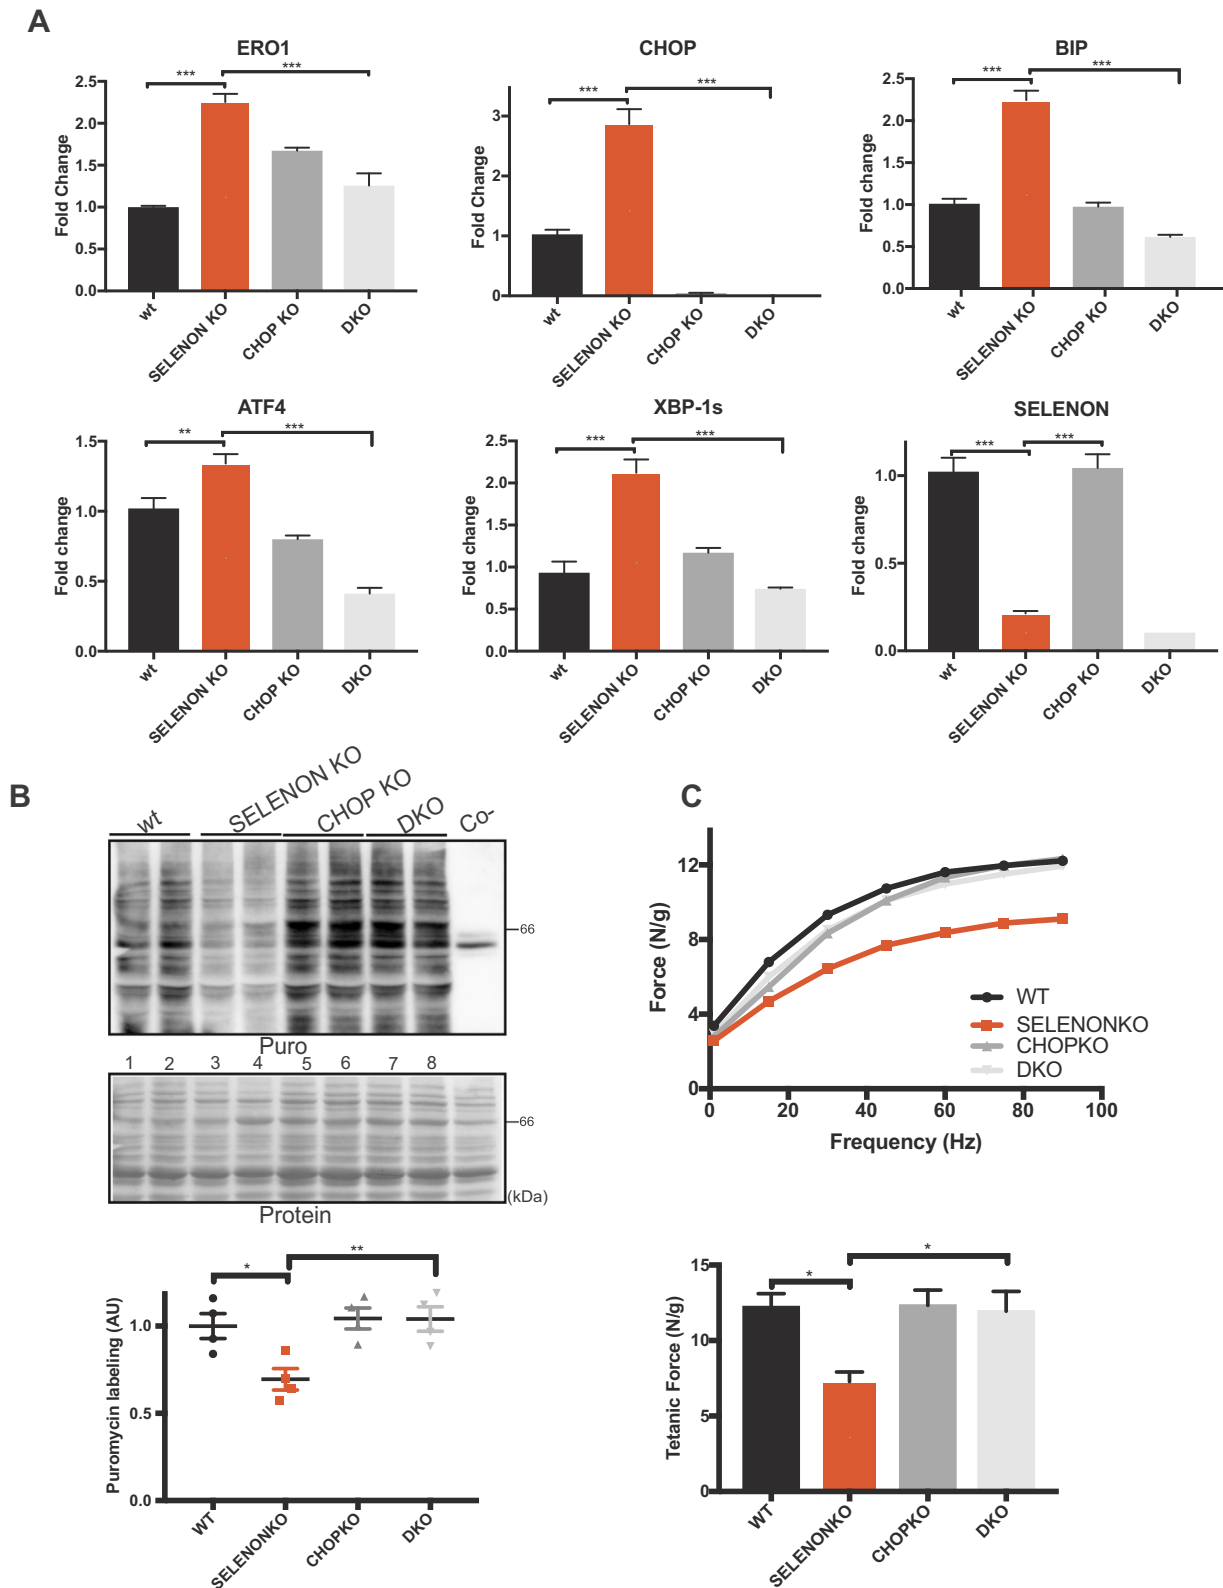 A
ERO1
CHOP
BIP
*** ***
*** ***
*** ***
Fold Change
2.5
2.0
1.5
1.0
0.5
0.0
wt
SELENON KO
CHOP KO
DKO
Fold Change
3
2
1
0
wt
SELENON KO
CHOP KO
DKO
Fold Change
2.5
2.0
1.5
1.0
0.5
0.0
wt
SELENON KO
CHOP KO
DKO
ATF4
XBP-1s
SELENON
** ***
*** ***
*** ***
Fold change
1.5
1.0
0.5
0.0
wt
SELENON KO
CHOP KO
DKO
Fold change
2.5
2.0
1.5
1.0
0.5
0.0
wt
SELENON KO
CHOP KO
DKO
Fold change
1.0
0.5
0.0
wt
SELENON KO
CHOP KO
DKO
B
wt
SELENON KO
CHOP KO
DKO
Co-
66
Puro
1 2 3 4 5 6 7 8
66
(kDa)
Protein
* **
Puromycin labeling (AU)
1.0
0.5
0.0
WT
SELENONKO
CHOPKO
DKO
C
Force (N/g)
12
8
4
0
0 20 40 60 80 100
Frequency (Hz)
WT
SELENONKO
CHOPKO
DKO
* *
Tetanic Force (N/g)
15
10
5
0
WT
SELENONKO
CHOPKO
DKO